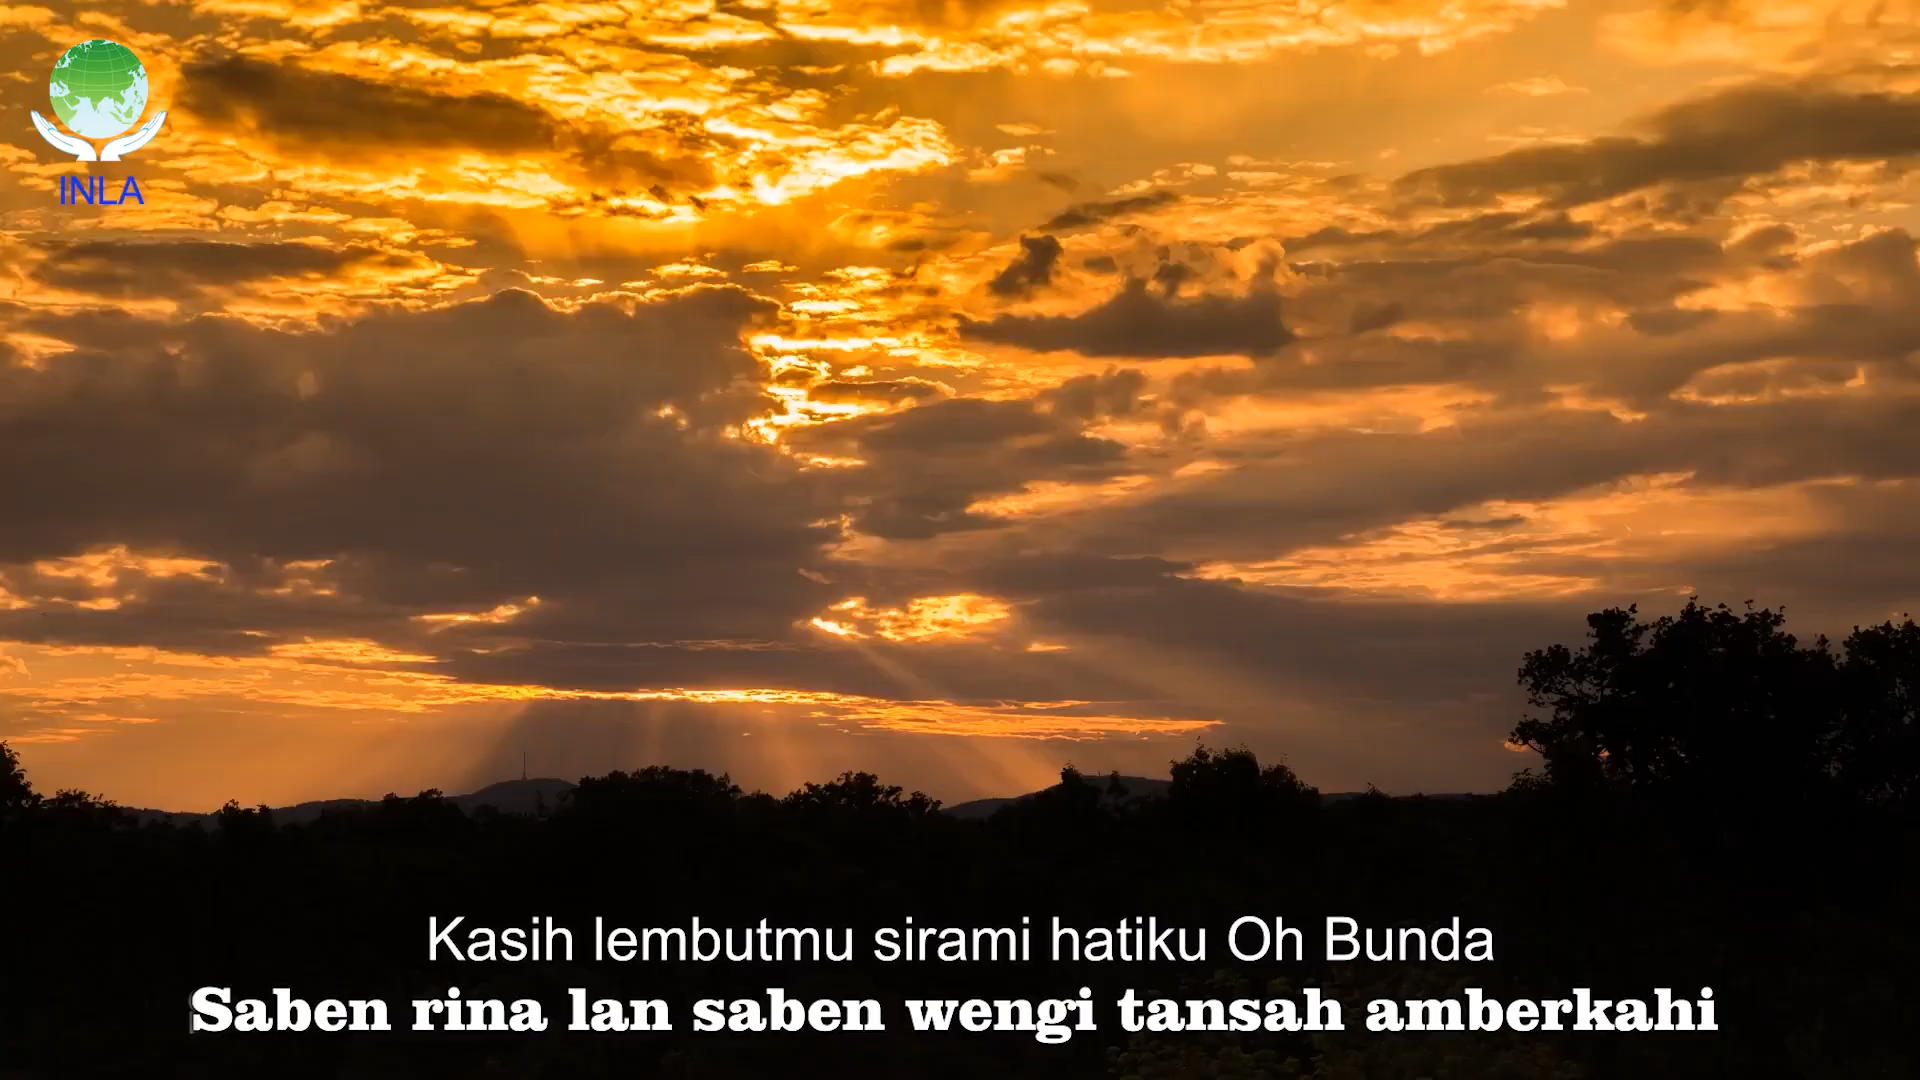 INLA
Kasih lembutmu sirami hatiku Oh Bunda
Saben rina lan saben wengi tansah amberkahi